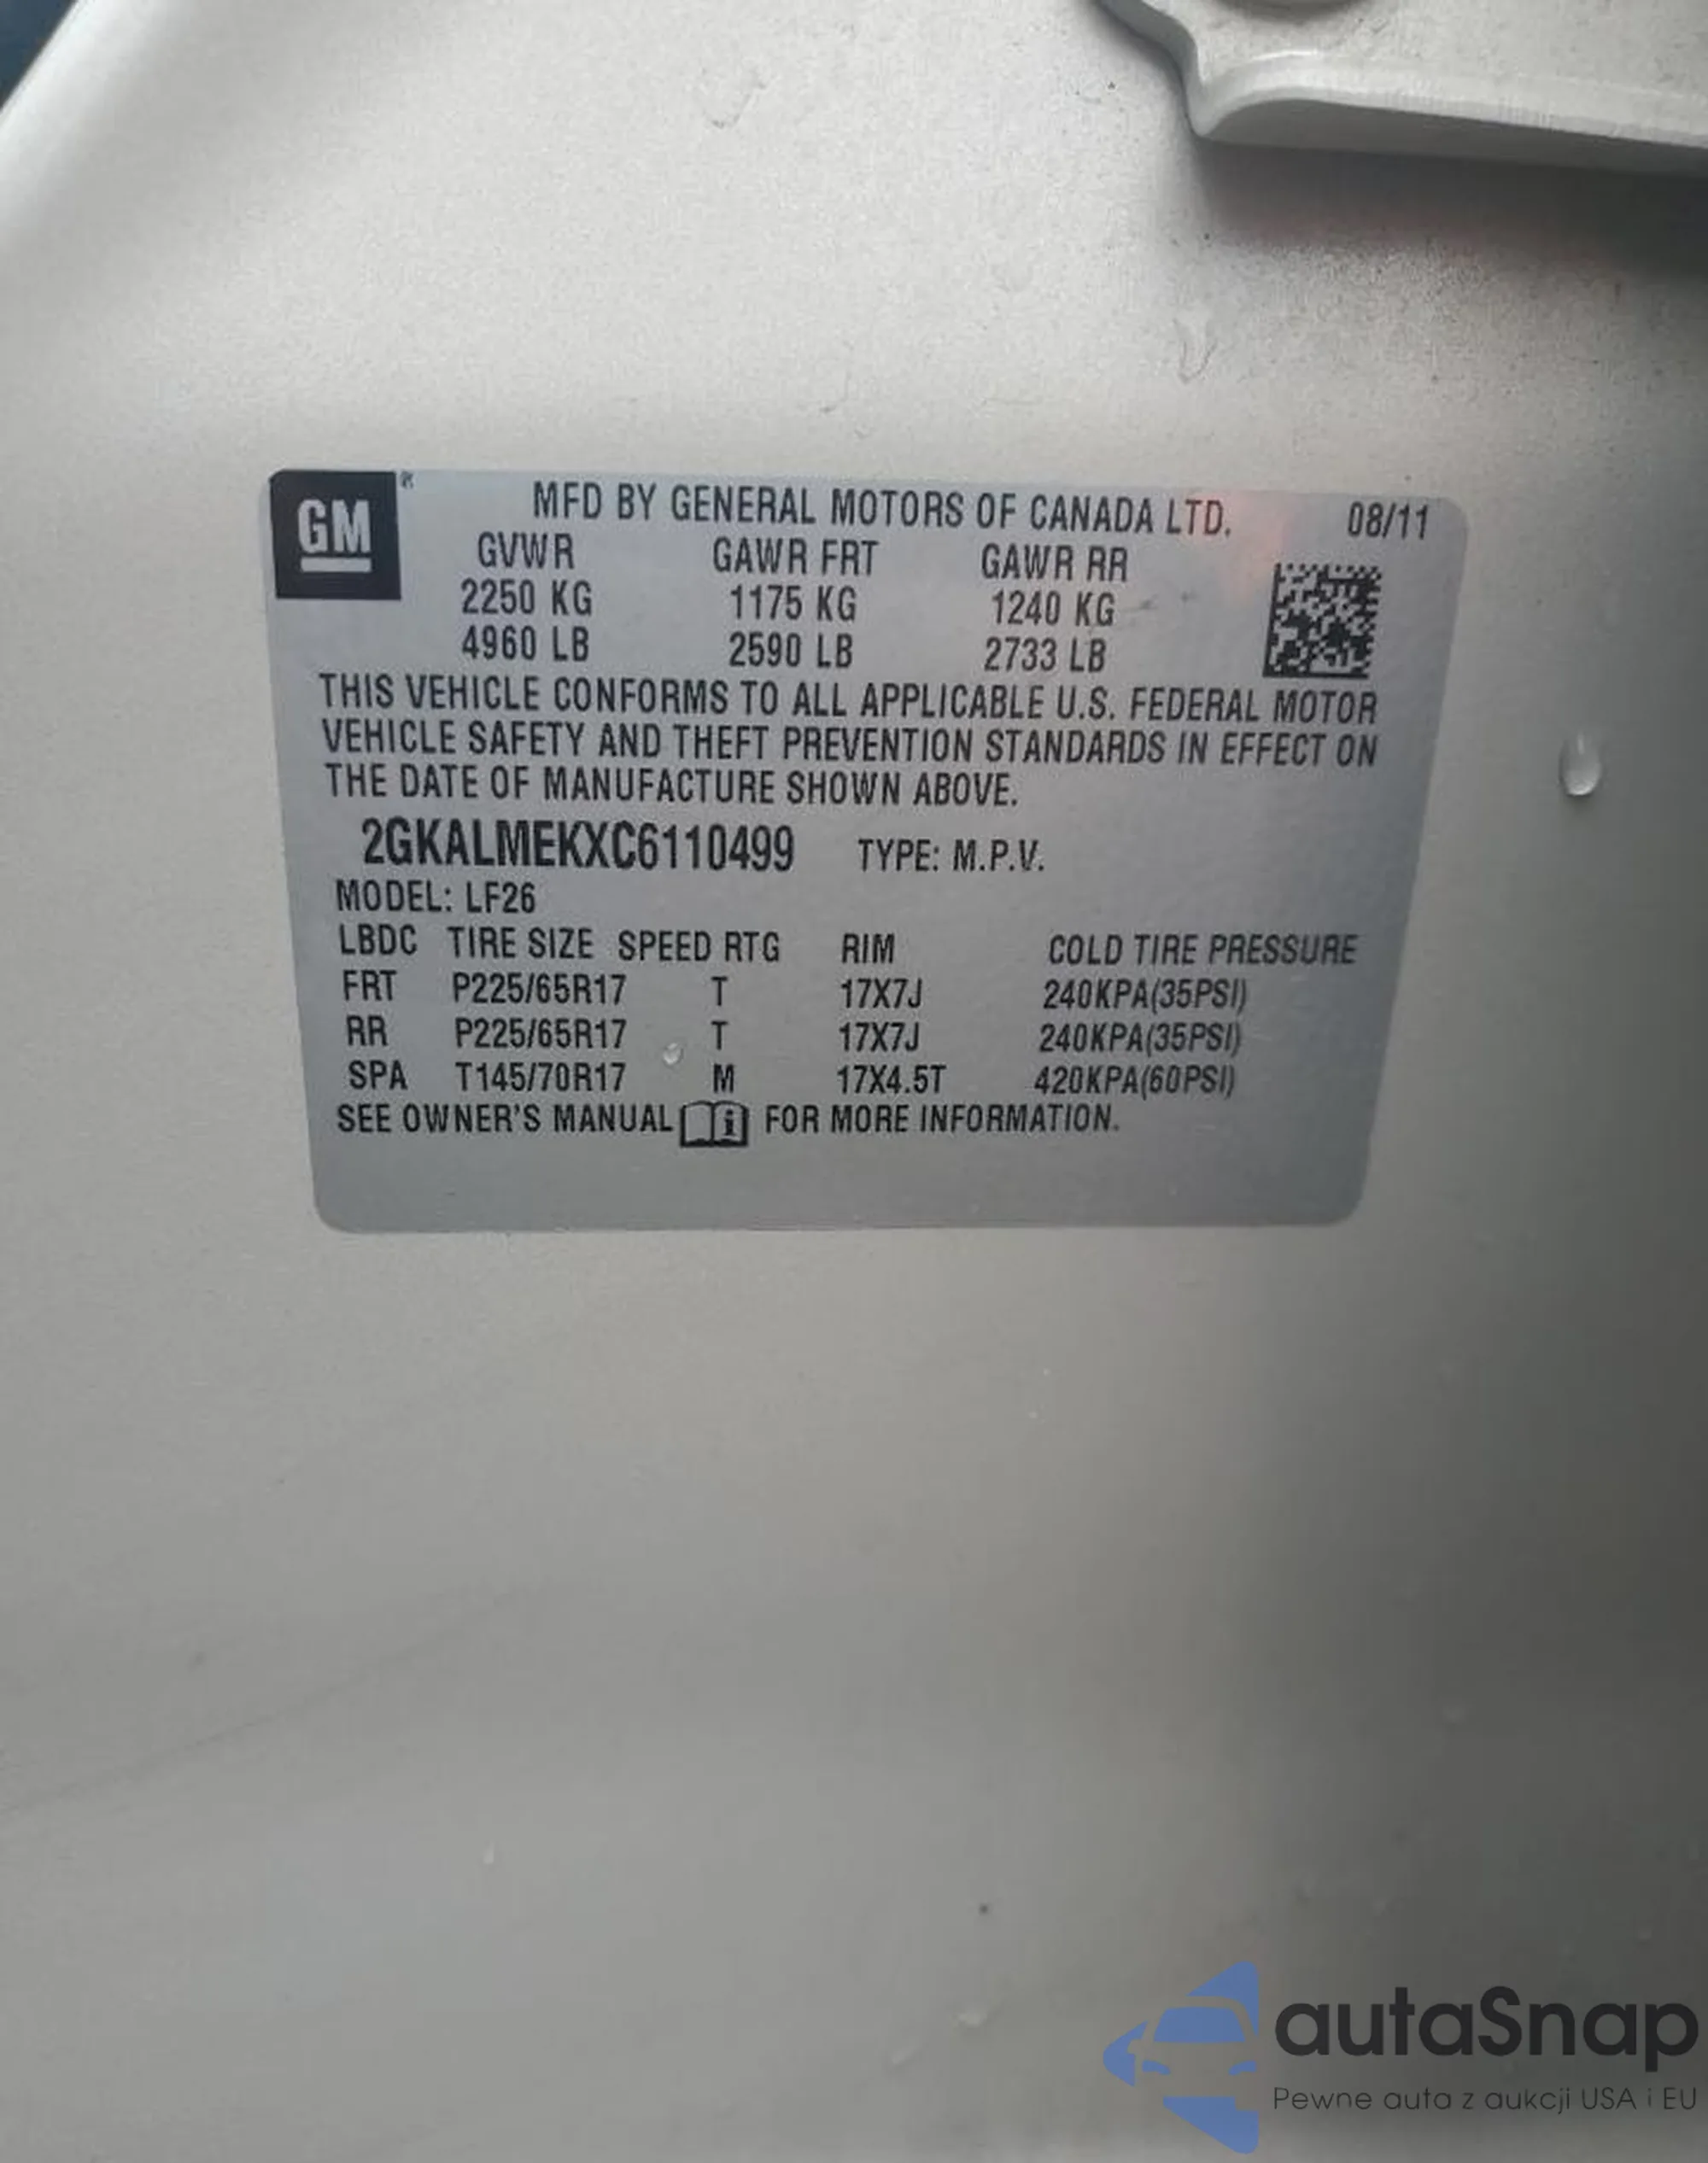 GM
MFD BY GENERAL MOTORS OF CANADA LTD. 08/11
GVWR GAWR FRT GAWR RR
2250 KG 1175 KG 1240 KG
4960 LB 2590 LB 2733 LB
THIS VEHICLE CONFORMS TO ALL APPLICABLE U.S. FEDERAL MOTOR
VEHICLE SAFETY AND THEFT PREVENTION STANDARDS IN EFFECT ON
THE DATE OF MANUFACTURE SHOWN ABOVE.
2GKALMEKXC6110499 TYPE: M.P.V.
MODEL: LF26
LBDC TIRE SIZE SPEED RTG RIM COLD TIRE PRESSURE
FRT P225/65R17 T 17X7J 240KPA(35PSI)
RR P225/65R17 T 17X7J 240KPA(35PSI)
SPA T145/70R17 M 17X4.5T 420KPA(60PSI)
SEE OWNER'S MANUAL FOR MORE INFORMATION.
autaSnap
Pewne auta z aukcji USA i EU